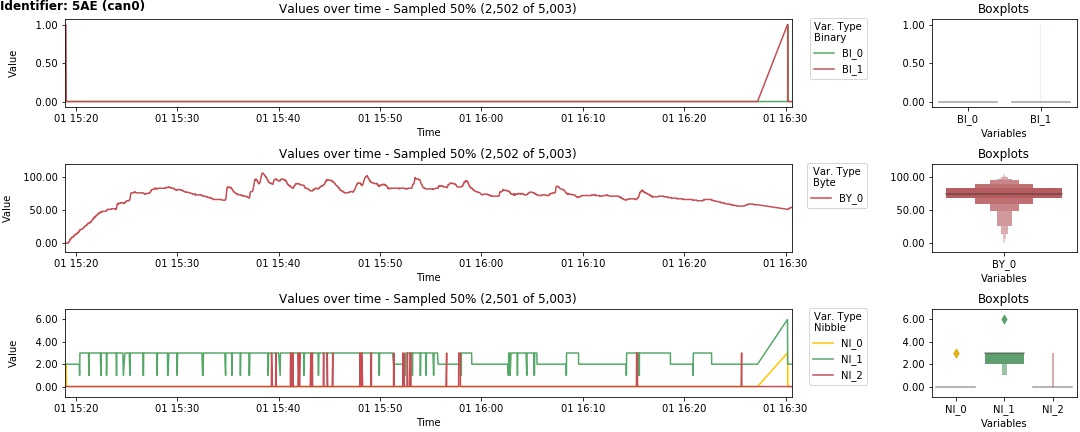 Identifier: 5AE (can0)
Values over time - Sampled 50% (2,502 of 5,003)
Boxplots
Value
1.00
0.50
0.00
01 15:20
01 15:30
01 15:40
01 15:50
01 16:00
01 16:10
01 16:20
01 16:30
Time
Var. Type
Binary
BI_0
BI_1
1.00
0.50
0.00
BI_0
BI_1
Variables
Values over time - Sampled 50% (2,502 of 5,003)
Boxplots
Value
100.00
50.00
0.00
01 15:20
01 15:30
01 15:40
01 15:50
01 16:00
01 16:10
01 16:20
01 16:30
Time
Var. Type
Byte
BY_0
100.00
50.00
0.00
BY_0
Variables
Values over time - Sampled 50% (2,501 of 5,003)
Boxplots
Value
6.00
4.00
2.00
0.00
01 15:20
01 15:30
01 15:40
01 15:50
01 16:00
01 16:10
01 16:20
01 16:30
Time
Var. Type
Nibble
NI_0
NI_1
NI_2
6.00
4.00
2.00
0.00
NI_0
NI_1
NI_2
Variables